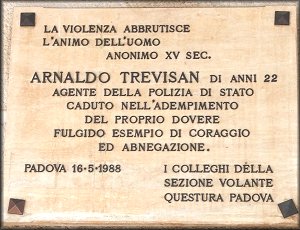 LA VIOLENZA ABBRUTISCE
L'ANIMO DELL'UOMO
ANONIMO XV SEC.
ARNALDO TREVISAN DI ANNI 22
AGENTE DELLA POLIZIA DI STATO
CADUTO NELL'ADEMPIMENTO
DEL PROPRIO DOVERE
FULGIDO ESEMPIO DI CORAGGIO
ED ABNEGAZIONE.
PADOVA 16·5·1988
I COLLEGHI DELLA
SEZIONE VOLANTE
QUESTURA PADOVA